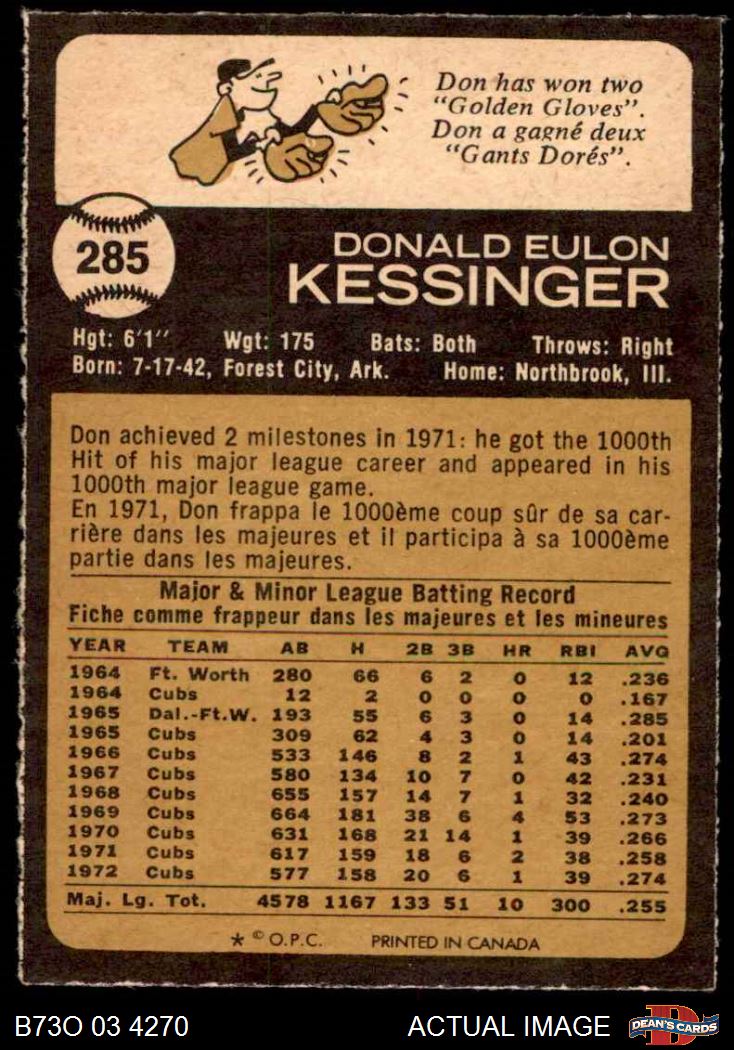 Don has won two
"Golden Gloves".
Don a gagné deux
"Gants Dorés".
285
DONALD EULON
KESSINGER
Hgt: 6'1" Wgt: 175 Bats: Both Throws: Right
Born: 7-17-42, Forest City, Ark. Home: Northbrook, Ill.
Don achieved 2 milestones in 1971: he got the 1000th
Hit of his major league career and appeared in his
1000th major league game.
En 1971, Don frappa le 1000ème coup sûr de sa car-
rière dans les majeures et il participa à sa 1000ème
partie dans les majeures.
Major & Minor League Batting Record
Fiche comme frappeur dans les majeures et les mineures
YEAR TEAM AB H 2B 3B HR RBI AVG
1964 Ft. Worth 280 66 6 2 0 12 .236
1964 Cubs 12 2 0 0 0 0 .167
1965 Dal.-Ft.W. 193 55 6 3 0 14 .285
1965 Cubs 309 62 4 3 0 14 .201
1966 Cubs 533 146 8 2 1 43 .274
1967 Cubs 580 134 10 7 0 42 .231
1968 Cubs 655 157 14 7 1 32 .240
1969 Cubs 664 181 38 6 4 53 .273
1970 Cubs 631 168 21 14 1 39 .266
1971 Cubs 617 159 18 6 2 38 .258
1972 Cubs 577 158 20 6 1 39 .274
Maj. Lg. Tot. 4578 1167 133 51 10 300 .255
* © O.P.C. PRINTED IN CANADA
B73O 03 4270 ACTUAL IMAGE DEAN'S CARDS